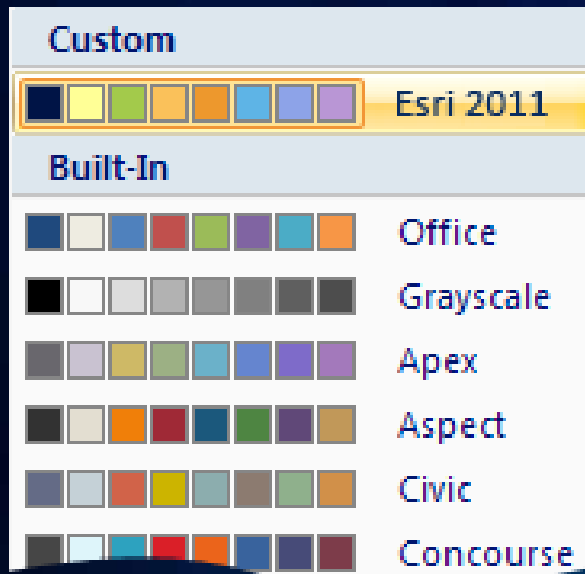 Custom
Esri 2011
Built-In
Office
Grayscale
Apex
Aspect
Civic
Concourse